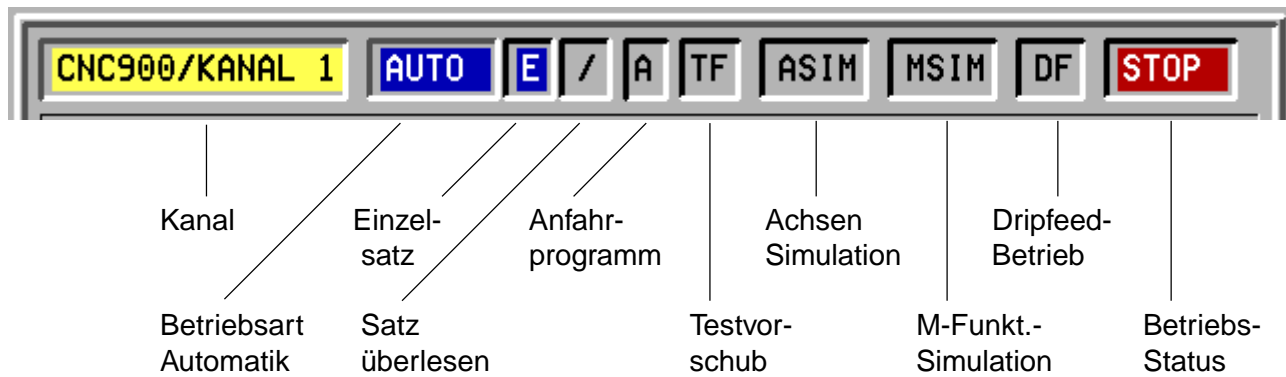 CNC900/KANAL 1 AUTO E / A TF ASIM MSIM DF STOP
Kanal Einzel- Anfahr- Achsen Dripfeed-
satz programm Simulation Betrieb
Betriebsart Satz Testvor- M-Funkt.- Betriebs-
Automatik überlesen schub Simulation Status